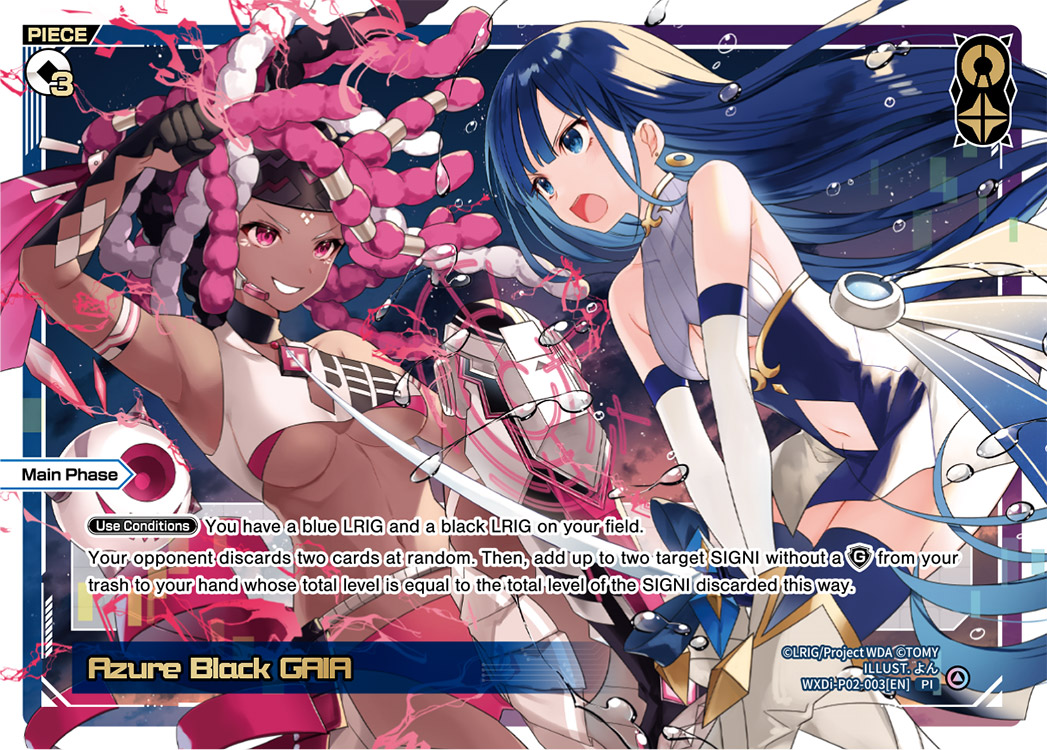 PIECE
3
Main Phase
Use Conditions You have a blue LRIG and a black LRIG on your field.
Your opponent discards two cards at random. Then, add up to two target SIGNI without a G from your
trash to your hand whose total level is equal to the total level of the SIGNI discarded this way.
Azure Black GAIA
©LRIG/Project WDA ©TOMY
ILLUST. よん
WXDi-P02-003[EN] PI